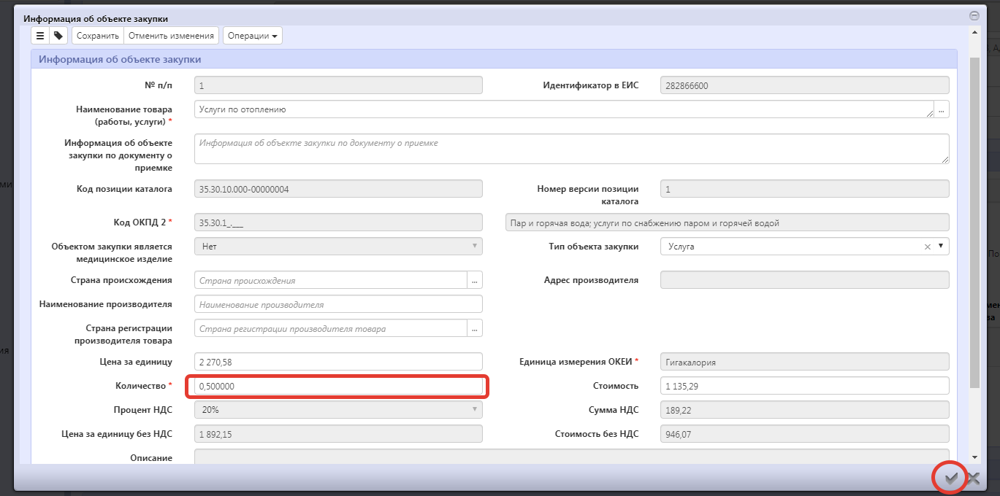 Информация об объекте закупки
Сохранить Отменить изменения Операции
Информация об объекте закупки
№ п/п 1 Идентификатор в ЕИС 282866600
Наименование товара
(работы, услуги) * Услуги по отоплению ...
Информация об объекте
закупки по документу о
приемке Информация об объекте закупки по документу о приемке
Код позиции каталога 35.30.10.000-00000004 Номер версии позиции
каталога 1
Код ОКПД 2 * 35.30.1_.___ Пар и горячая вода; услуги по снабжению паром и горячей водой
Объектом закупки является
медицинское изделие Нет Тип объекта закупки Услуга
Страна происхождения Страна происхождения ... Адрес производителя
Наименование производителя Наименование производителя
Страна регистрации
производителя товара Страна регистрации производителя товара ...
Цена за единицу 2 270,58 Единица измерения ОКЕИ * Гигакалория
Количество * 0,500000 Стоимость 1 135,29
Процент НДС 20% Сумма НДС 189,22
Цена за единицу без НДС 1 892,15 Стоимость без НДС 946,07
Описание